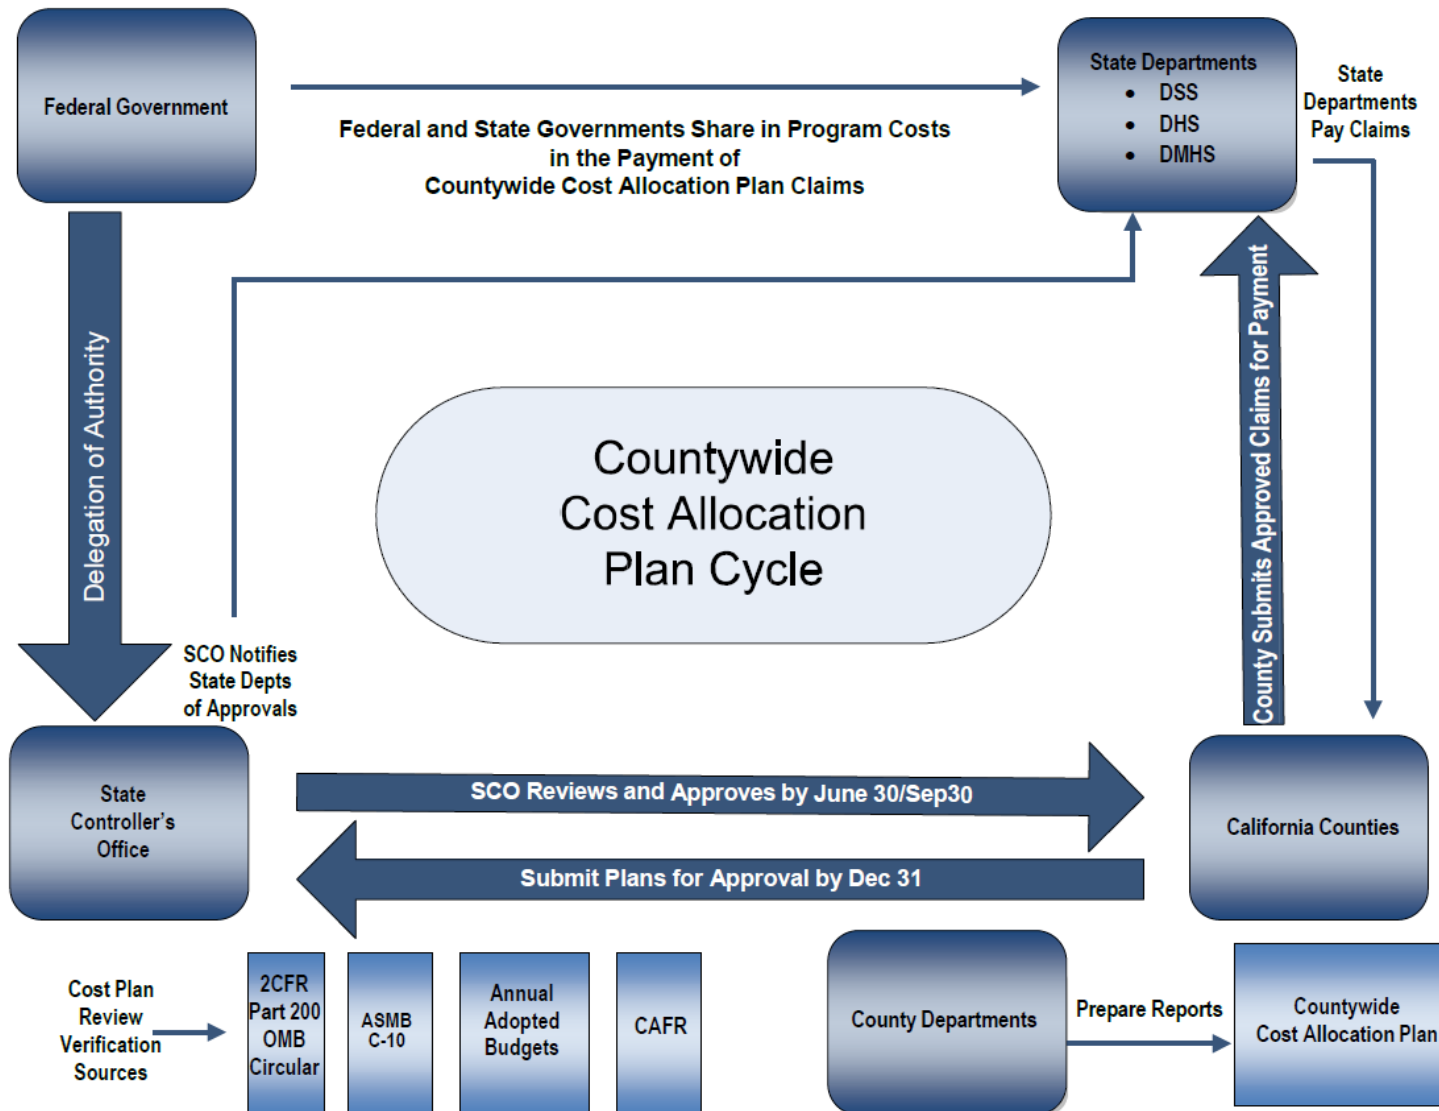 Federal Government
Federal and State Governments Share in Program Costs
in the Payment of
Countywide Cost Allocation Plan Claims
State Departments
• DSS
• DHS
• DMHS
State
Departments
Pay Claims
Delegation of Authority
County Submits Approved Claims for Payment
Countywide
Cost Allocation
Plan Cycle
SCO Notifies
State Depts
of Approvals
State
Controller's
Office
SCO Reviews and Approves by June 30/Sep30
Submit Plans for Approval by Dec 31
California Counties
Cost Plan
Review
Verification
Sources
2CFR
Part 200
OMB
Circular
ASMB
C-10
Annual
Adopted
Budgets
CAFR
County Departments
Prepare Reports
Countywide
Cost Allocation Plan